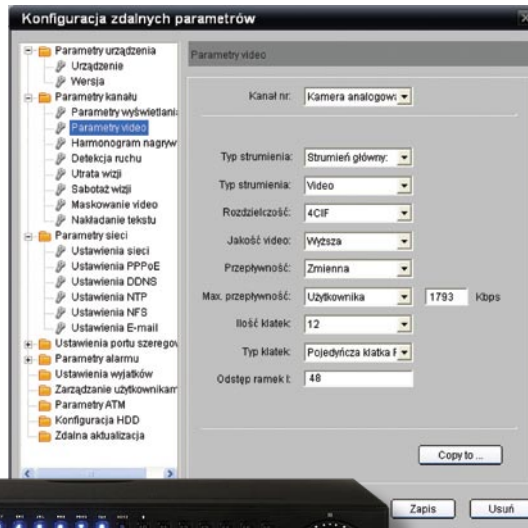 Konfiguracja zdalnych parametrów
Parametry urządzenia
Urządzenie
Wersja
Parametry kanału
Parametry wyświetlani
Parametry video
Harmonogram nagryw
Detekcja ruchu
Utrata wizji
Sabotaż wizji
Maskowanie video
Nakładanie tekstu
Parametry sieci
Ustawienia sieci
Ustawienia PPPoE
Ustawienia DDNS
Ustawienia NTP
Ustawienia NFS
Ustawienia E-mail
Ustawienia portu szeregov
Parametry alarmu
Ustawienia wyjatków
Zarządzanie użytkownikam
Parametry ATM
Konfiguracja HDD
Zdalna aktualizacja
Parametry video
Kanał nr: Kamera analogowa
Typ strumienia: Strumień główny:
Typ strumienia: Video
Rozdzielczość: 4CIF
Jakość video: Wyższa
Przepływność: Zmienna
Max. przepływność: Użytkownika 1793 Kbps
Ilość klatek: 12
Typ klatek: Pojedyńcza klatka F
Odstęp ramek I: 48
Copy to ...
Zapis Usuń